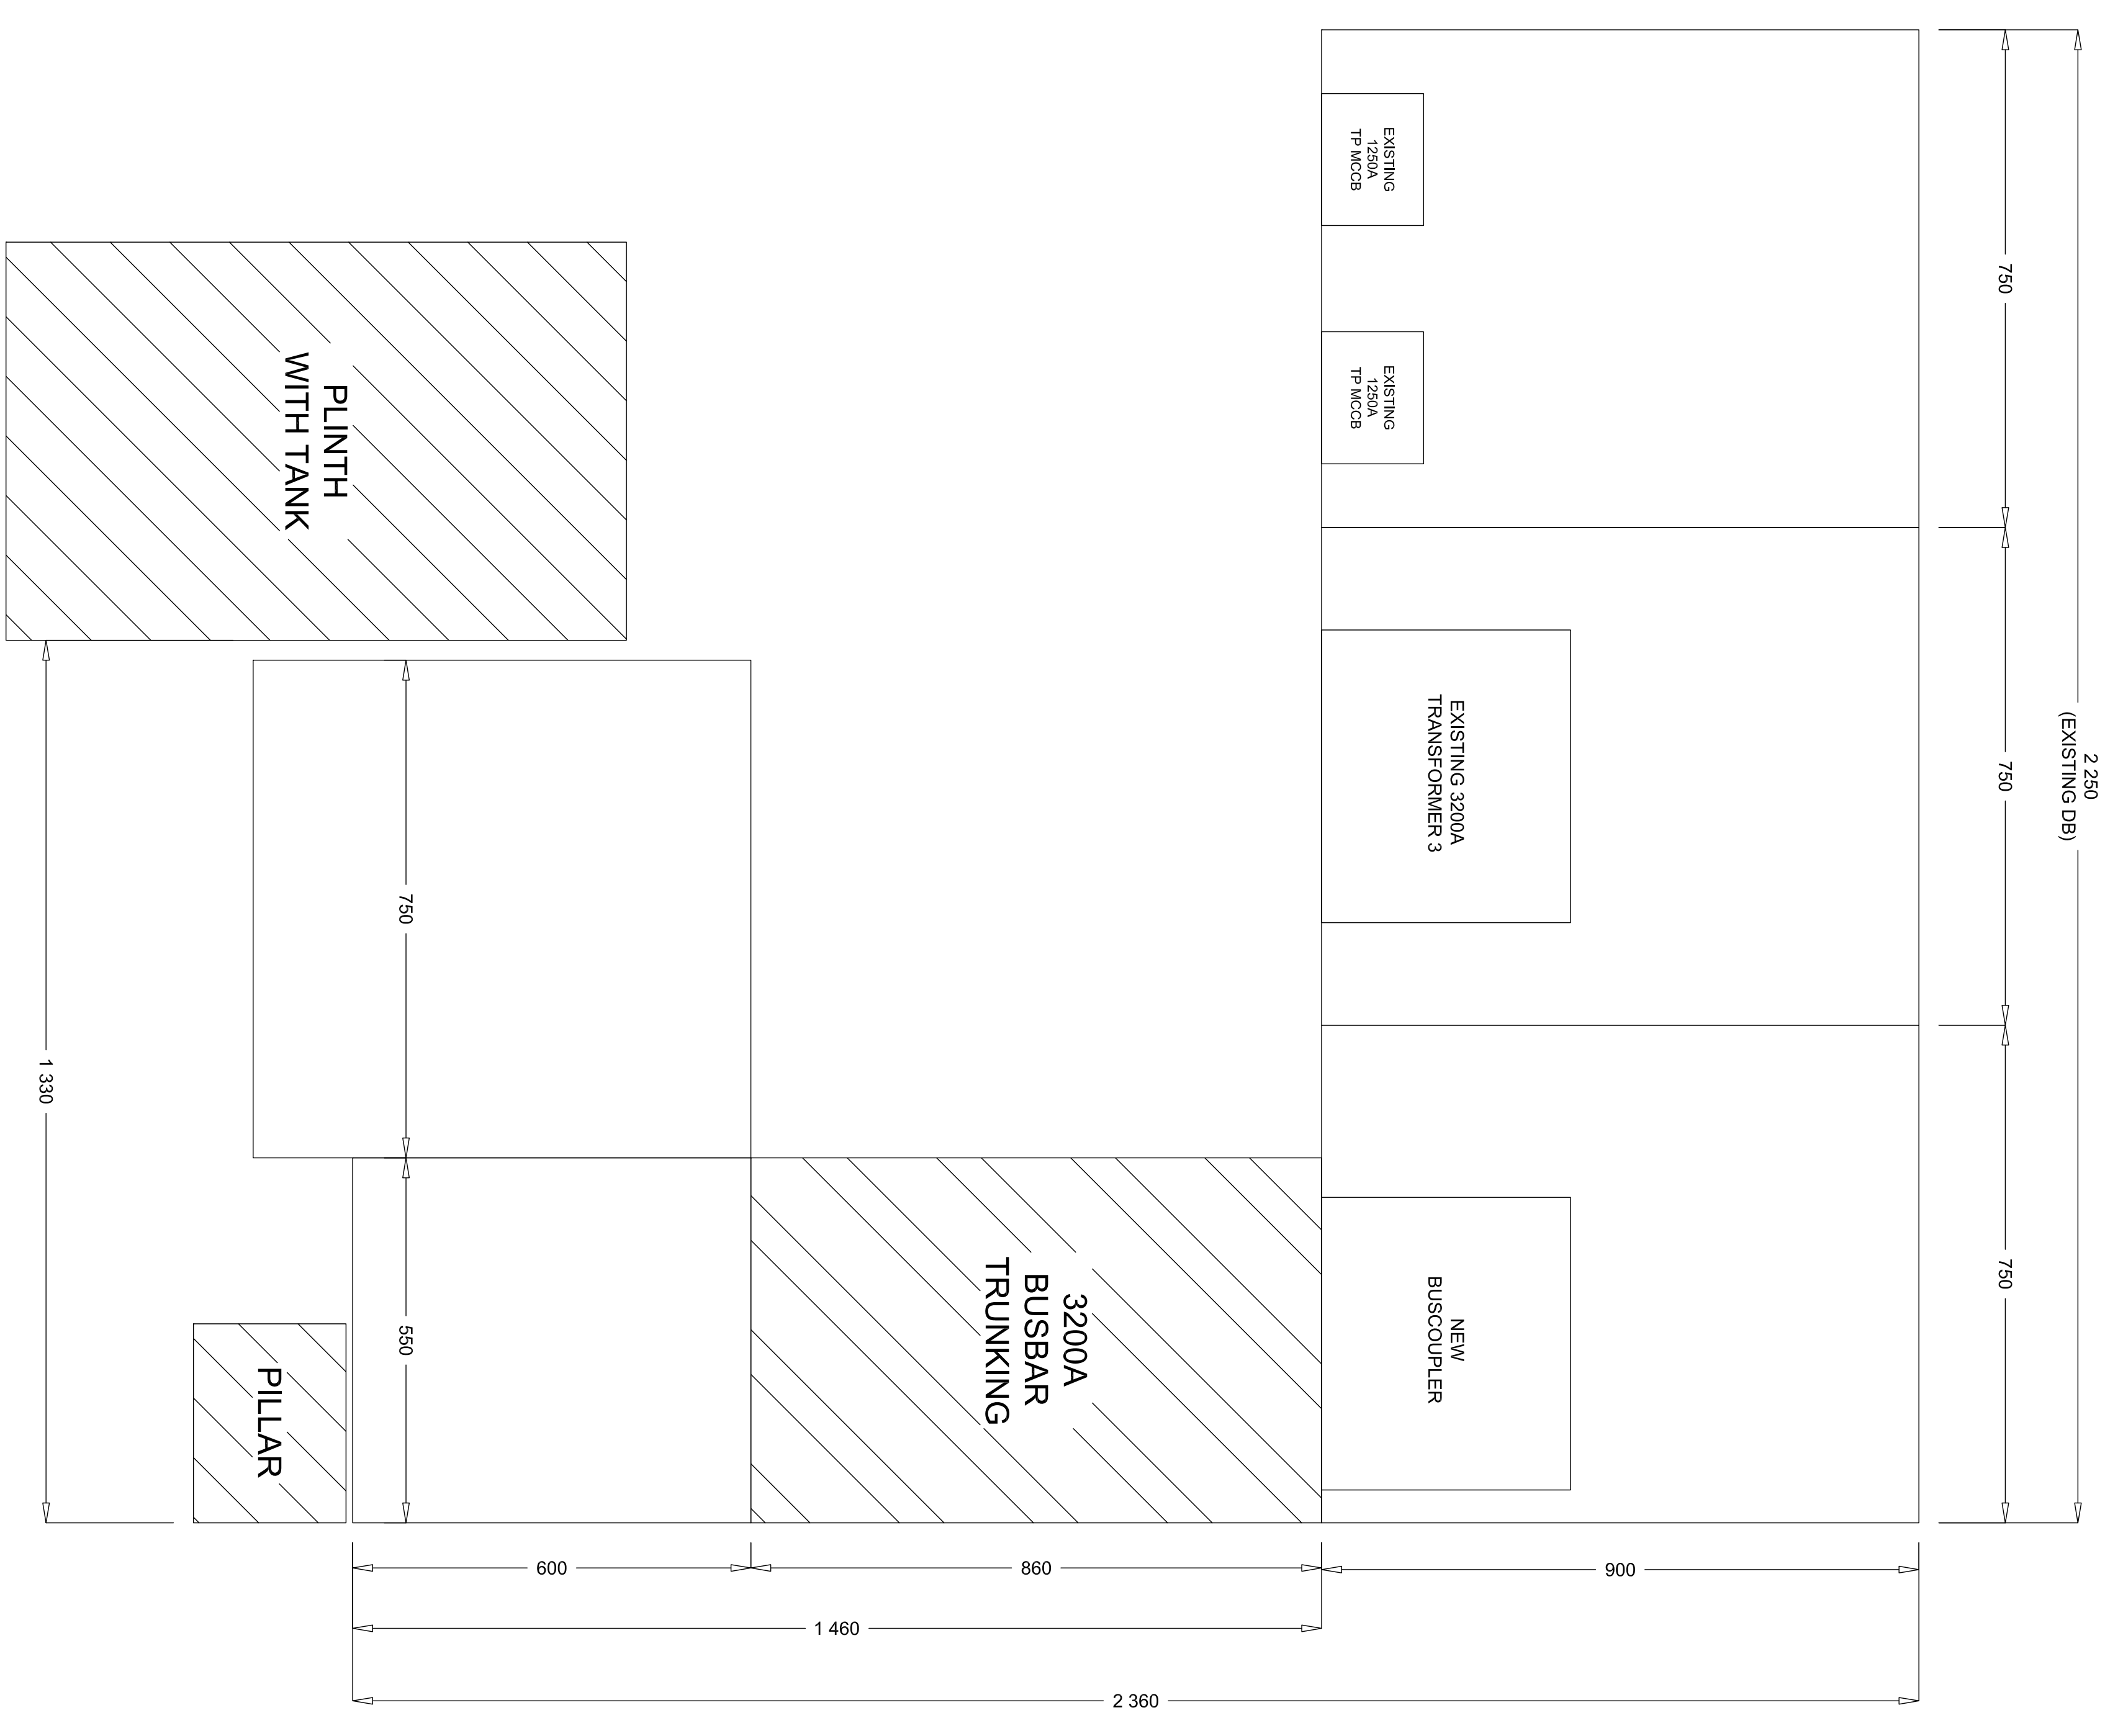 2 250
(EXISTING DB)
750
750
750
EXISTING
1250A
TP MCCB
EXISTING
1250A
TP MCCB
EXISTING 3200A
TRANSFORMER 3
NEW
BUSCOUPLER
3200A
BUSBAR
TRUNKING
PLINTH
WITH TANK
750
550
PILLAR
1 330
600
860
900
1 460
2 360